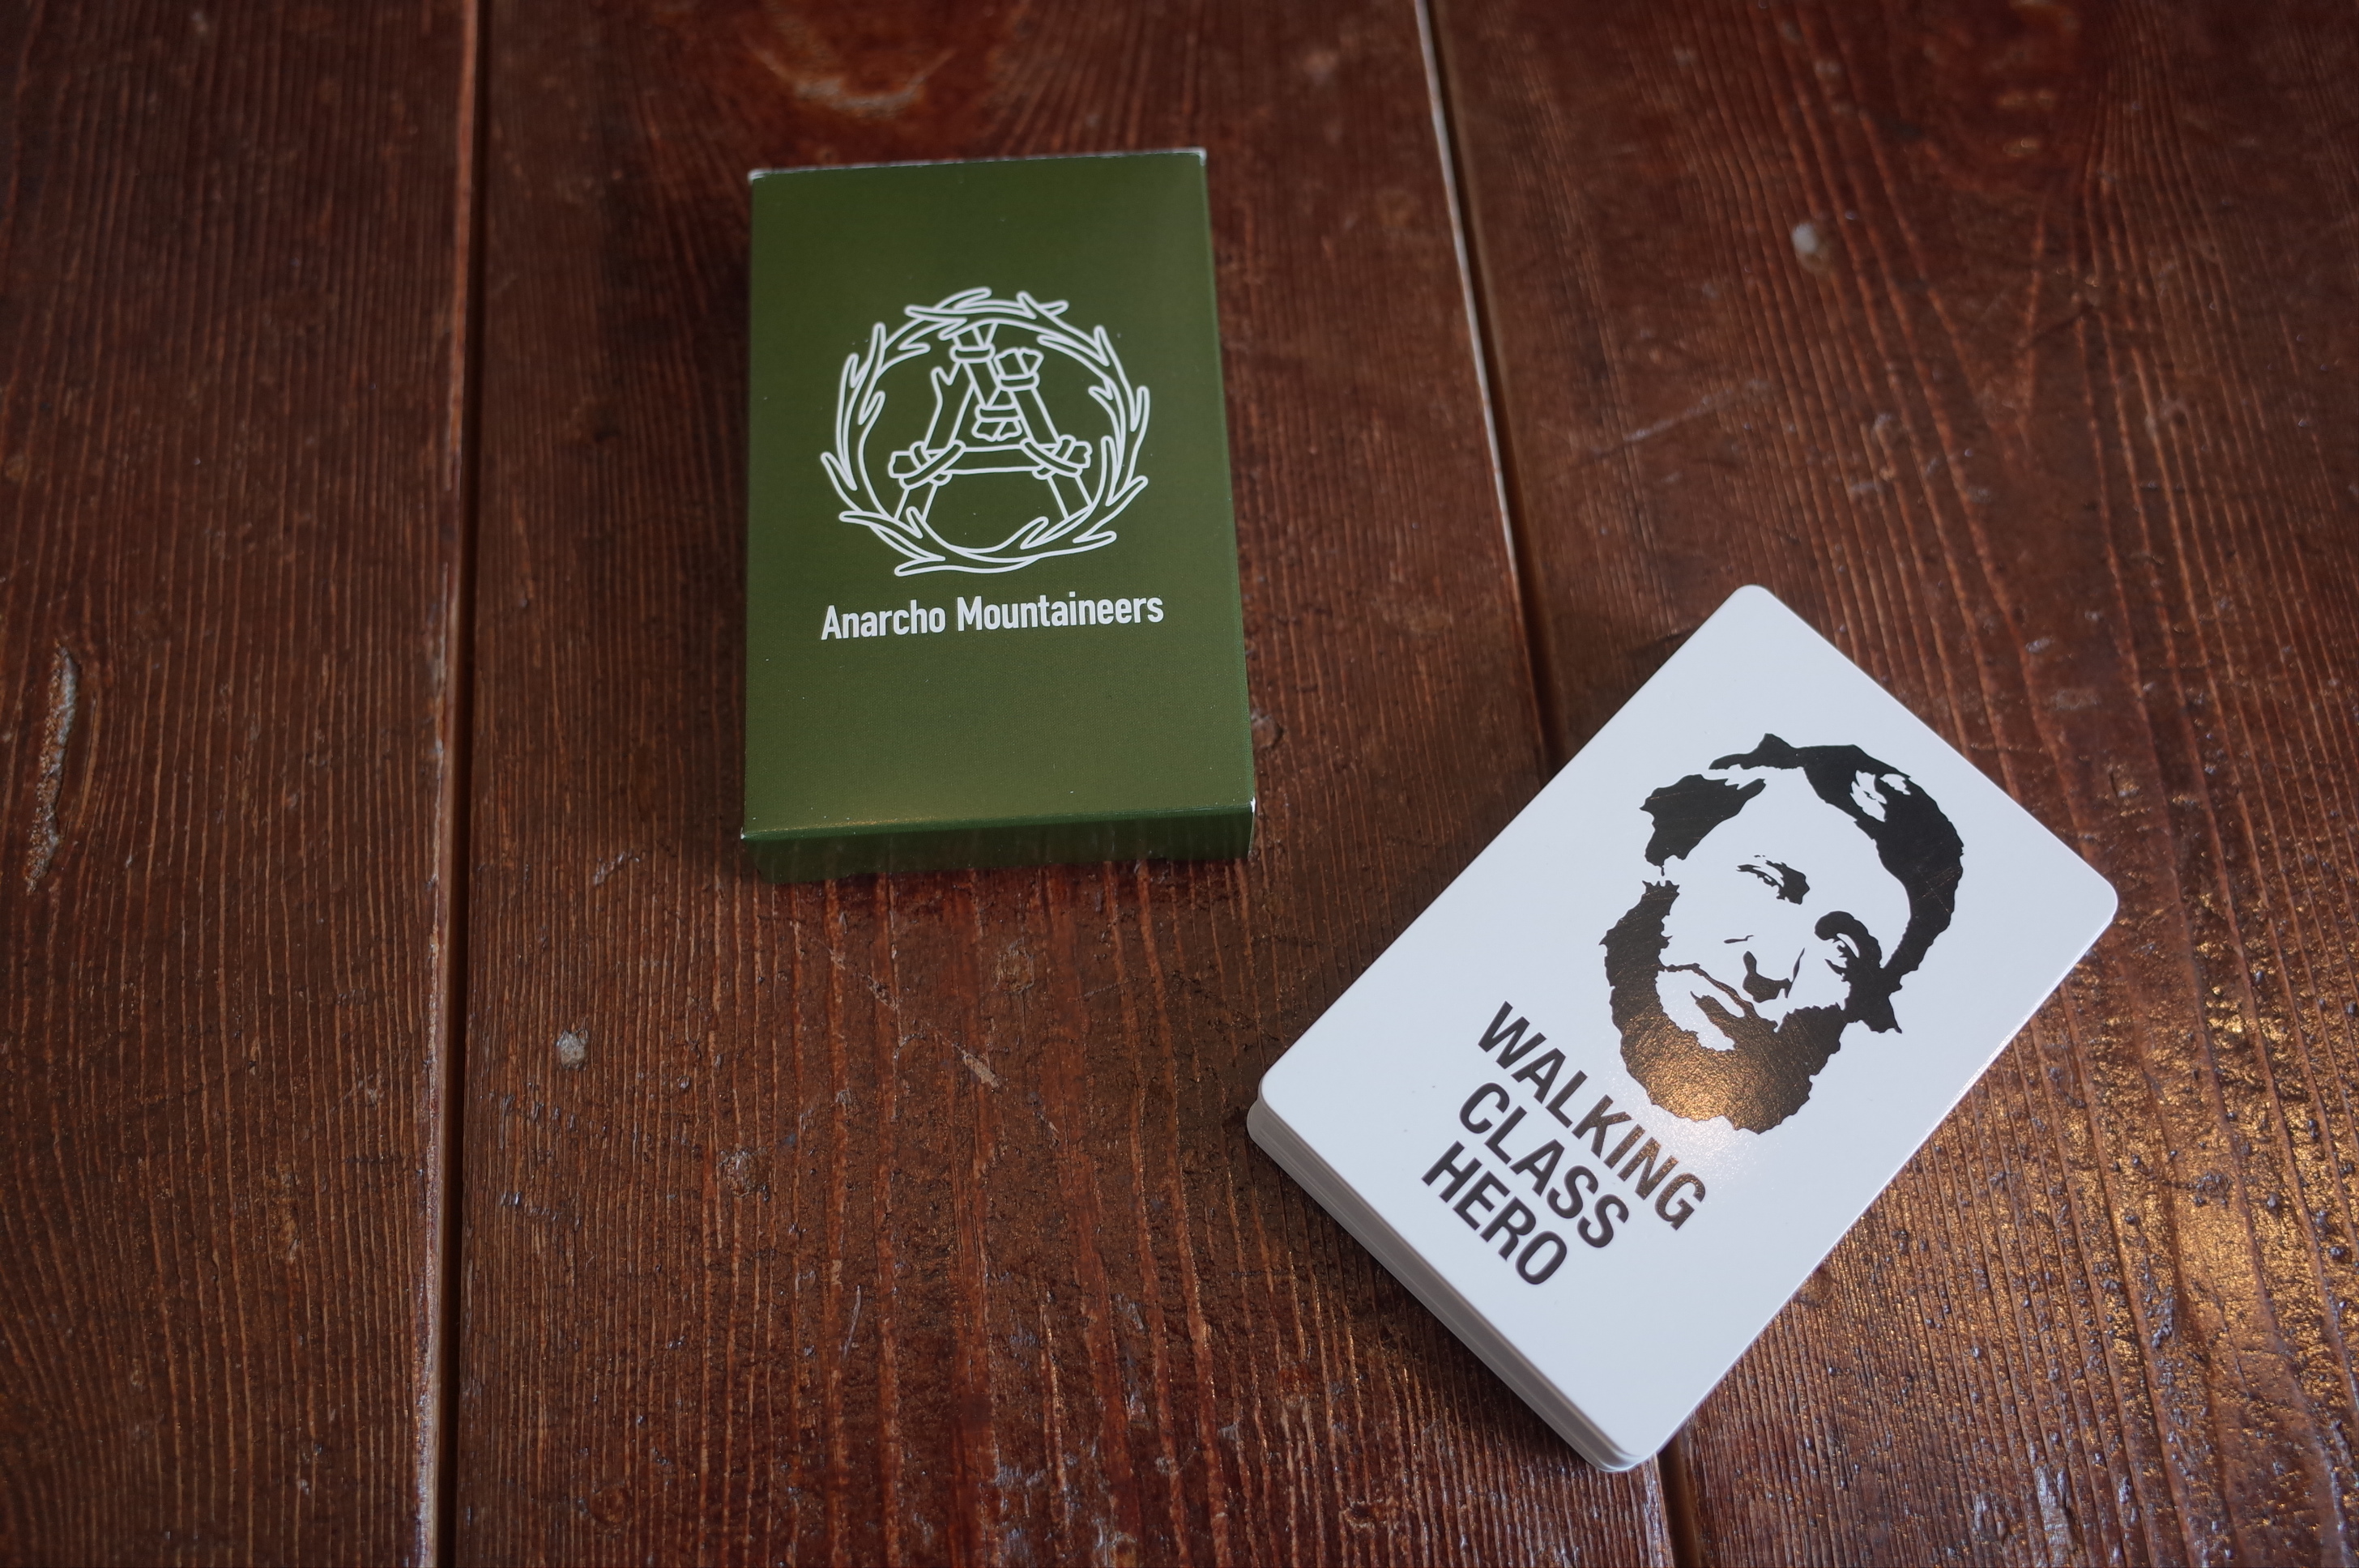 Anarcho Mountaineers
WALKING
CLASS
HERO